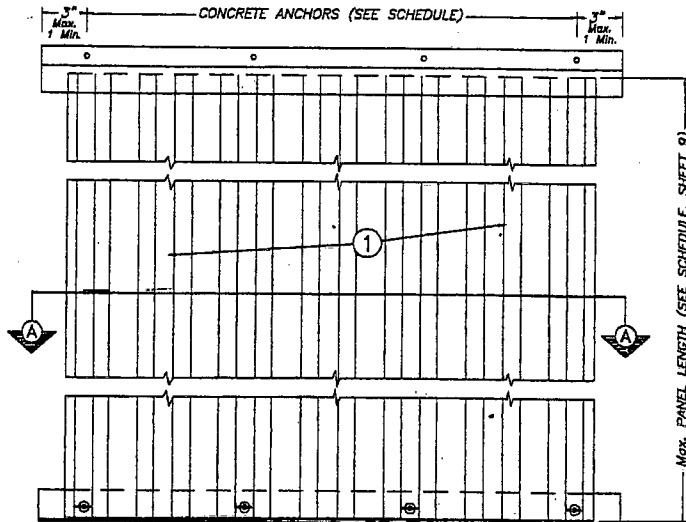 CONCRETE ANCHORS (SEE SCHEDULE)
3"
Max.
1 Min.
3"
Max.
1 Min.
1
A
A
Max. PANEL LENGTH (SEE SCHEDULE, SHEET 9)